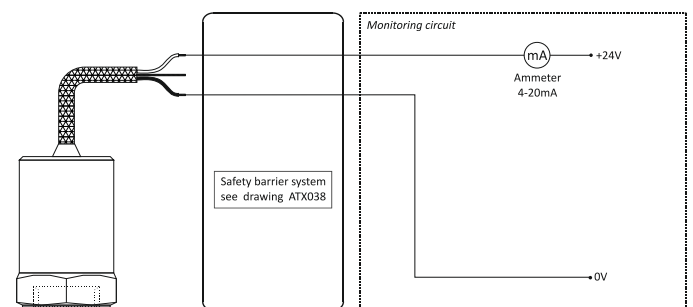 Monitoring circuit
mA
+24V
Ammeter
4-20mA
Safety barrier system
see drawing ATX038
0V